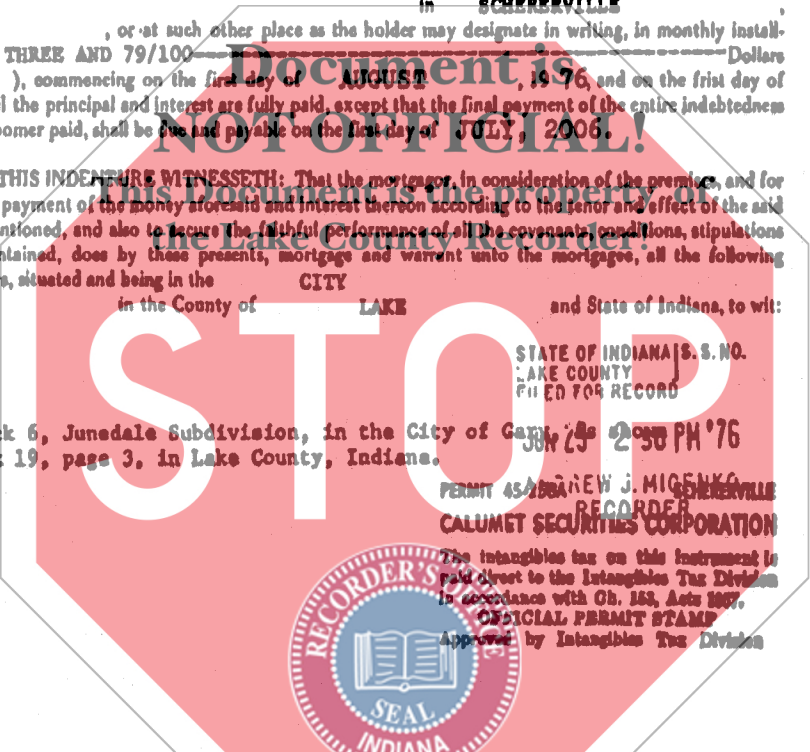 in SCHERERVILLE ,
, or at such other place as the holder may designate in writing, in monthly install-
THREE AND 79/100 Dollars
), commencing on the first day of AUGUST , 1976, and on the frist day of
l the principal and interest are fully paid, except that the final payment of the entire indebtedness
oomer paid, shall be due and payable on the first day of JULY, 2006.
Document is
NOT OFFICIAL!
This Document is the property of
the Lake County Recorder!
THIS INDENTURE WITNESSETH: That the mortgagor, in consideration of the premises, and for
payment of the money aforesaid and interest thereon according to the tenor and effect of the said
ntioned, and also to secure the faithful performance of all the covenants, conditions, stipulations
ntained, does by these presents, mortgage and warrant unto the mortgagee, all the following
s, situated and being in the CITY
in the County of LAKE and State of Indiana, to wit:
STOP
STATE OF INDIANA S. S. NO.
LAKE COUNTY
FILED FOR RECORD
k 6, Junedale Subdivision, in the City of Gary, As shown
19, page 3, in Lake County, Indiana.
2 PM '76
ANDREW J. MICENKO
RECORDER
PERMIT SCHERERVILLE
CALUMET SECURITIES CORPORATION
The intangibles tax on this instrument is
paid direct to the Intangibles Tax Division
in accordance with Ch. Acts
OFFICIAL PERMIT STAMP
Approved by Intangibles Tax Division
RECORDER'S OFFICE
SEAL
INDIANA